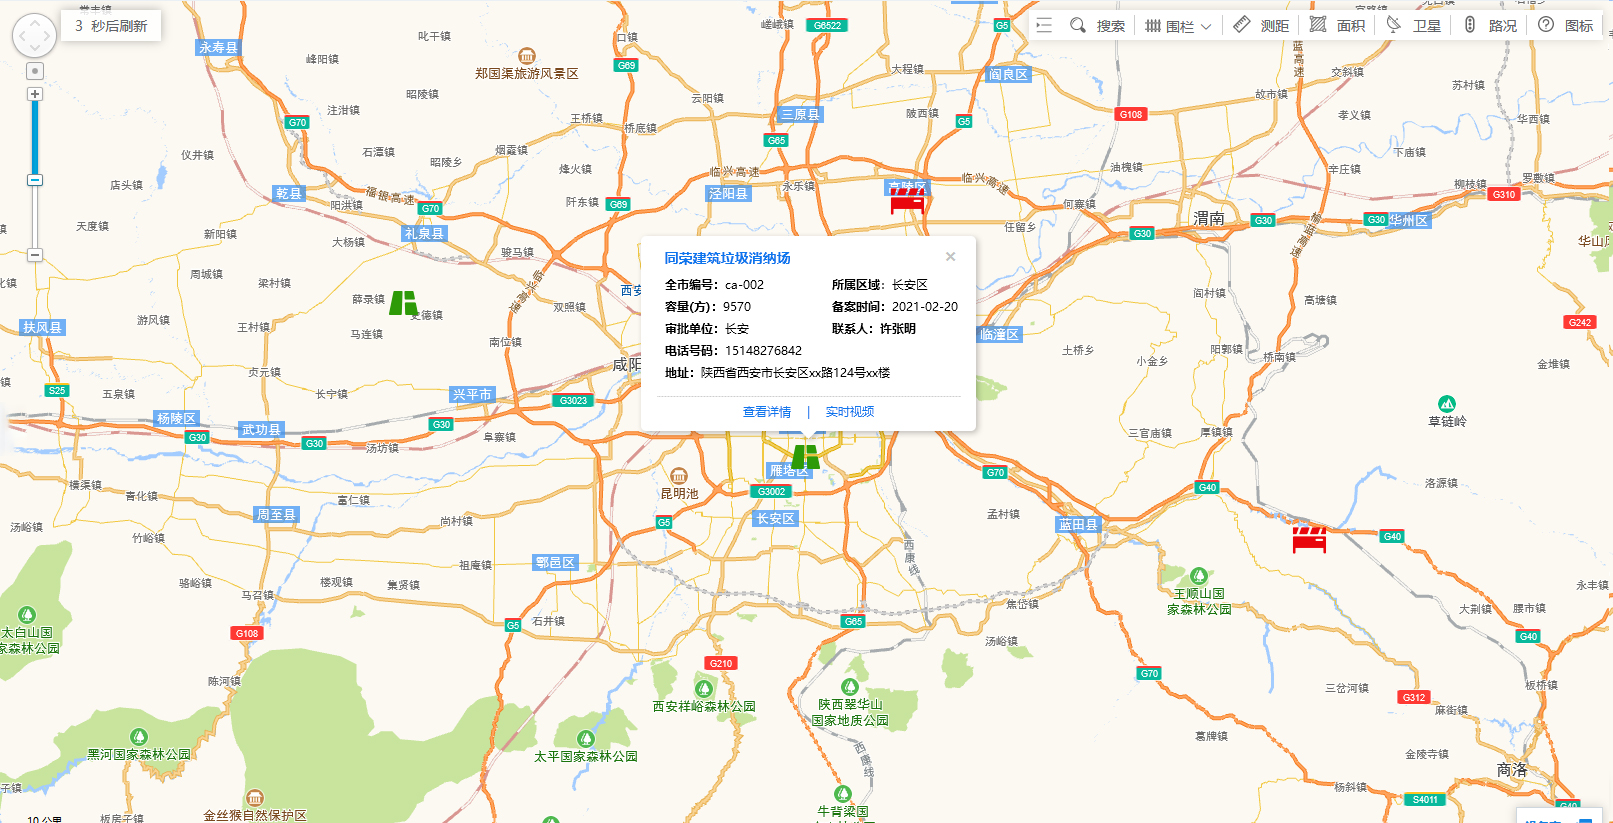 3 秒后刷新
搜索
围栏
测距
面积
卫星
路况
图标
永寿县
叱干镇
口镇
嵯峨镇
G6522
G5
峰阳镇
郑国渠旅游风景区
G69
大程镇
阎良区
交斜镇
苏村镇
昭陵镇
云阳镇
故市镇
注泔镇
王桥镇
三原县
陂西镇
G108
孝义镇
华西镇
G70
桥底镇
G5
G65
仪井镇
石潭镇
烟霞镇
昭陵乡
烽火镇
临兴高速
油槐镇
下庙镇
辛庄镇
店头镇
乾县
福银高速
泾阳县
永乐镇
高陵区
临兴高速
柳枝镇
罗敷镇
G310
阳洪镇
G70
阡东镇
G69
何寨镇
渭南
G30
G30
华州区
天度镇
新阳镇
大杨镇
礼泉县
任留乡
G30
榆蓝高速
骏马镇
周城镇
梁村镇
临兴高速
西安
阎村镇
高塘镇
薛录镇
史德镇
双照镇
扶风县
游风镇
王村镇
马连镇
南位镇
临潼区
G242
同荣建筑垃圾消纳场
全市编号：ca-002
所属区域：长安区
容量(方)：9570
备案时间：2021-02-20
审批单位：长安
联系人：许张明
电话号码：15148276842
地址：陕西省西安市长安区xx路124号xx楼
查看详情 | 实时视频
土桥乡
小金乡
阳郭镇
桥南镇
金堆镇
贞元镇
咸阳
S25
五泉镇
长宁镇
兴平市
G3023
草链岭
杨陵区
武功县
G30
G30
G30
汤坊镇
阜寨镇
三官庙镇
厚镇镇
横渠镇
青化镇
富仁镇
昆明池
雁塔区
G3002
G70
G40
洛源镇
汤峪镇
周至县
尚村镇
G5
长安区
孟村镇
蓝田县
竹峪镇
G40
西康线
祖庵镇
鄠邑区
骆峪镇
楼观镇
集贤镇
马召镇
王顺山国
家森林公园
永丰镇
焦岱镇
大荆镇
腰市镇
太白山国
家森林公园
G108
G5
石井镇
G65
汤峪镇
G40
G210
G70
陈河镇
西安祥峪森林公园
陕西翠华山
国家地质公园
三岔河镇
G312
板桥镇
麻街镇
黑河国家森林公园
太平国家森林公园
西康线
葛牌镇
金陵寺镇
商洛
杨斜镇
S4011
G40
金丝猴自然保护区
板房子镇
牛背梁国
10 公里